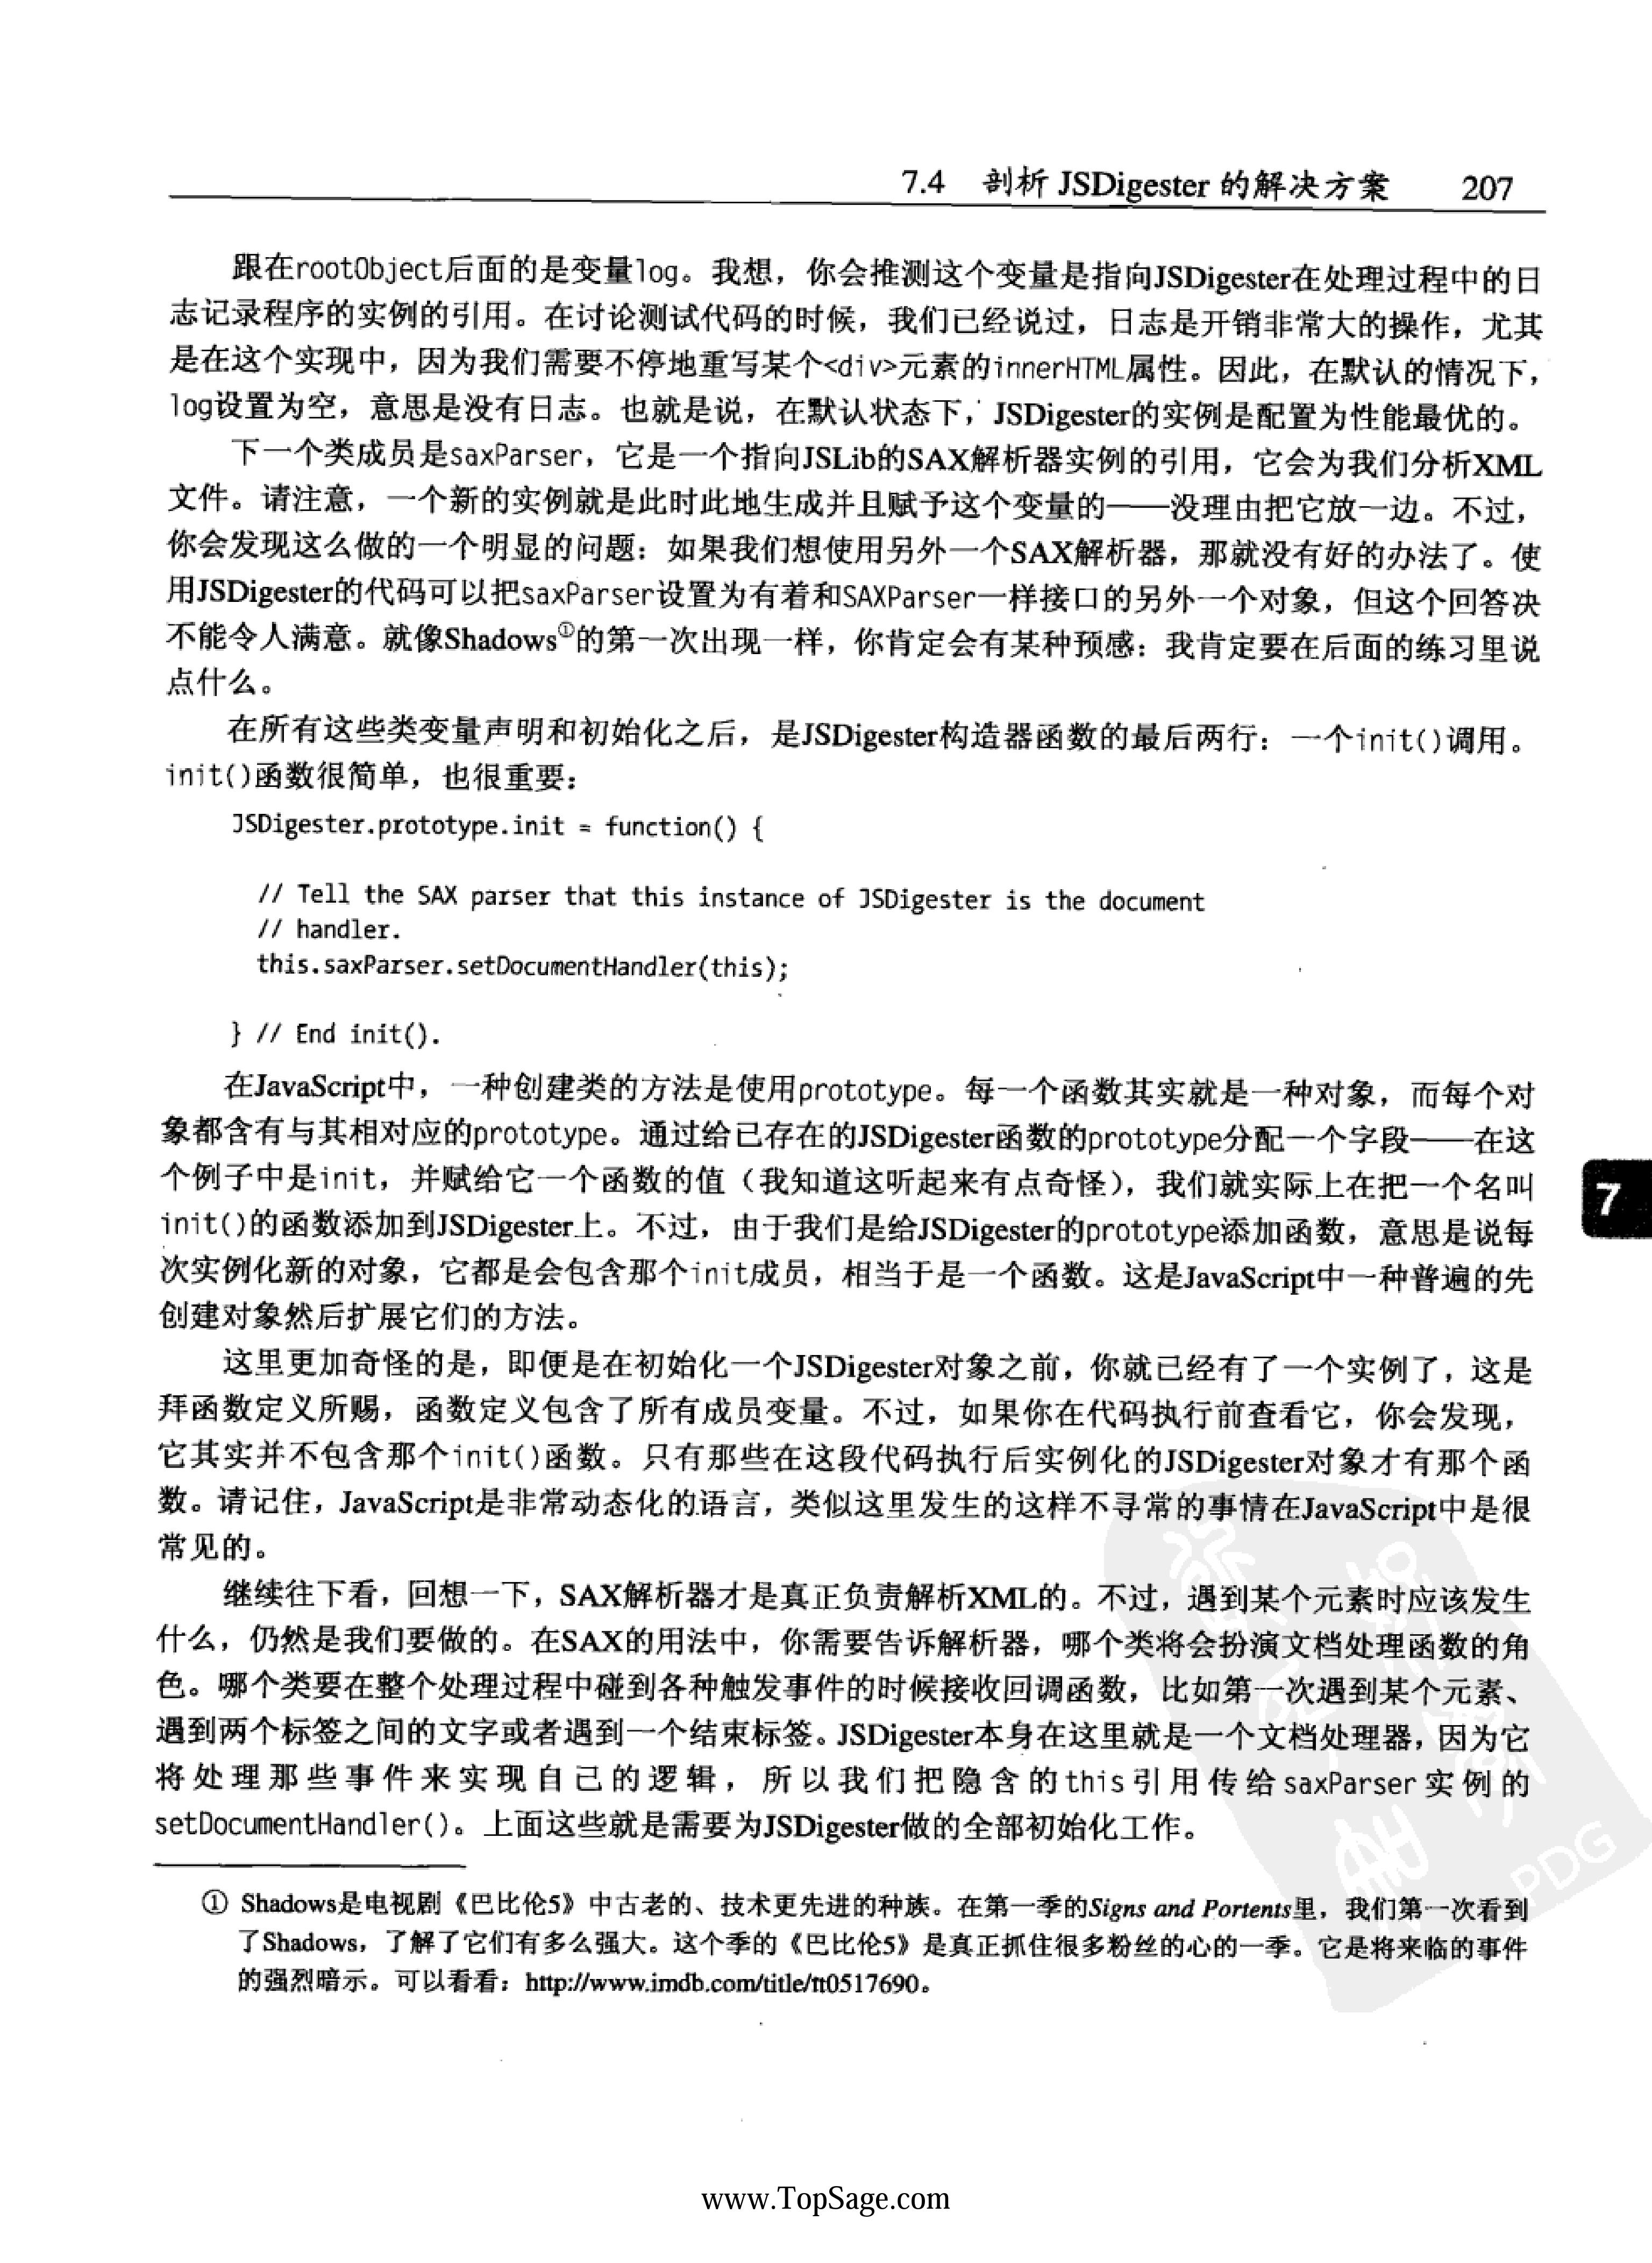 7.4 剖析 JSDigester 的解决方案 207
跟在rootObject后面的是变量log。我想，你会推测这个变量是指向JSDigester在处理过程中的日
志记录程序的实例的引用。在讨论测试代码的时候，我们已经说过，日志是开销非常大的操作，尤其
是在这个实现中，因为我们需要不停地重写某个<div>元素的innerHTML属性。因此，在默认的情况下，
log设置为空，意思是没有日志。也就是说，在默认状态下，JSDigester的实例是配置为性能最优的。
下一个类成员是saxParser，它是一个指向JSLib的SAX解析器实例的引用，它会为我们分析XML
文件。请注意，一个新的实例就是此时此地生成并且赋予这个变量的——没理由把它放一边。不过，
你会发现这么做的一个明显的问题：如果我们想使用另外一个SAX解析器，那就没有好的办法了。使
用JSDigester的代码可以把saxParser设置为有着和SAXParser一样接口的另外一个对象，但这个回答决
不能令人满意。就像Shadows①的第一次出现一样，你肯定会有某种预感：我肯定要在后面的练习里说
点什么。
在所有这些类变量声明和初始化之后，是JSDigester构造器函数的最后两行：一个init()调用。
init()函数很简单，也很重要：
JSDigester.prototype.init = function() {
// Tell the SAX parser that this instance of JSDigester is the document
// handler.
this.saxParser.setDocumentHandler(this);
} // End init().
在JavaScript中，一种创建类的方法是使用prototype。每一个函数其实就是一种对象，而每个对
象都含有与其相对应的prototype。通过给已存在的JSDigester函数的prototype分配一个字段——在这
个例子中是init，并赋给它一个函数的值（我知道这听起来有点奇怪），我们就实际上在把一个名叫
init()的函数添加到JSDigester上。不过，由于我们是给JSDigester的prototype添加函数，意思是说每
次实例化新的对象，它都是会包含那个init成员，相当于是一个函数。这是JavaScript中一种普遍的先
创建对象然后扩展它们的方法。
7
这里更加奇怪的是，即便是在初始化一个JSDigester对象之前，你就已经有了一个实例了，这是
拜函数定义所赐，函数定义包含了所有成员变量。不过，如果你在代码执行前查看它，你会发现，
它其实并不包含那个init()函数。只有那些在这段代码执行后实例化的JSDigester对象才有那个函
数。请记住，JavaScript是非常动态化的语言，类似这里发生的这样不寻常的事情在JavaScript中是很
常见的。
继续往下看，回想一下，SAX解析器才是真正负责解析XML的。不过，遇到某个元素时应该发生
什么，仍然是我们要做的。在SAX的用法中，你需要告诉解析器，哪个类将会扮演文档处理函数的角
色。哪个类要在整个处理过程中碰到各种触发事件的时候接收回调函数，比如第一次遇到某个元素、
遇到两个标签之间的文字或者遇到一个结束标签。JSDigester本身在这里就是一个文档处理器，因为它
将处理那些事件来实现自己的逻辑，所以我们把隐含的this引用传给saxParser实例的
setDocumentHandler()。上面这些就是需要为JSDigester做的全部初始化工作。
① Shadows是电视剧《巴比伦5》中古老的、技术更先进的种族。在第一季的Signs and Portents里，我们第一次看到
了Shadows，了解了它们有多么强大。这个季的《巴比伦5》是真正抓住很多粉丝的心的一季。它是将来临的事件
的强烈暗示。可以看看：http://www.imdb.com/title/tt0517690。
PDG
www.TopSage.com